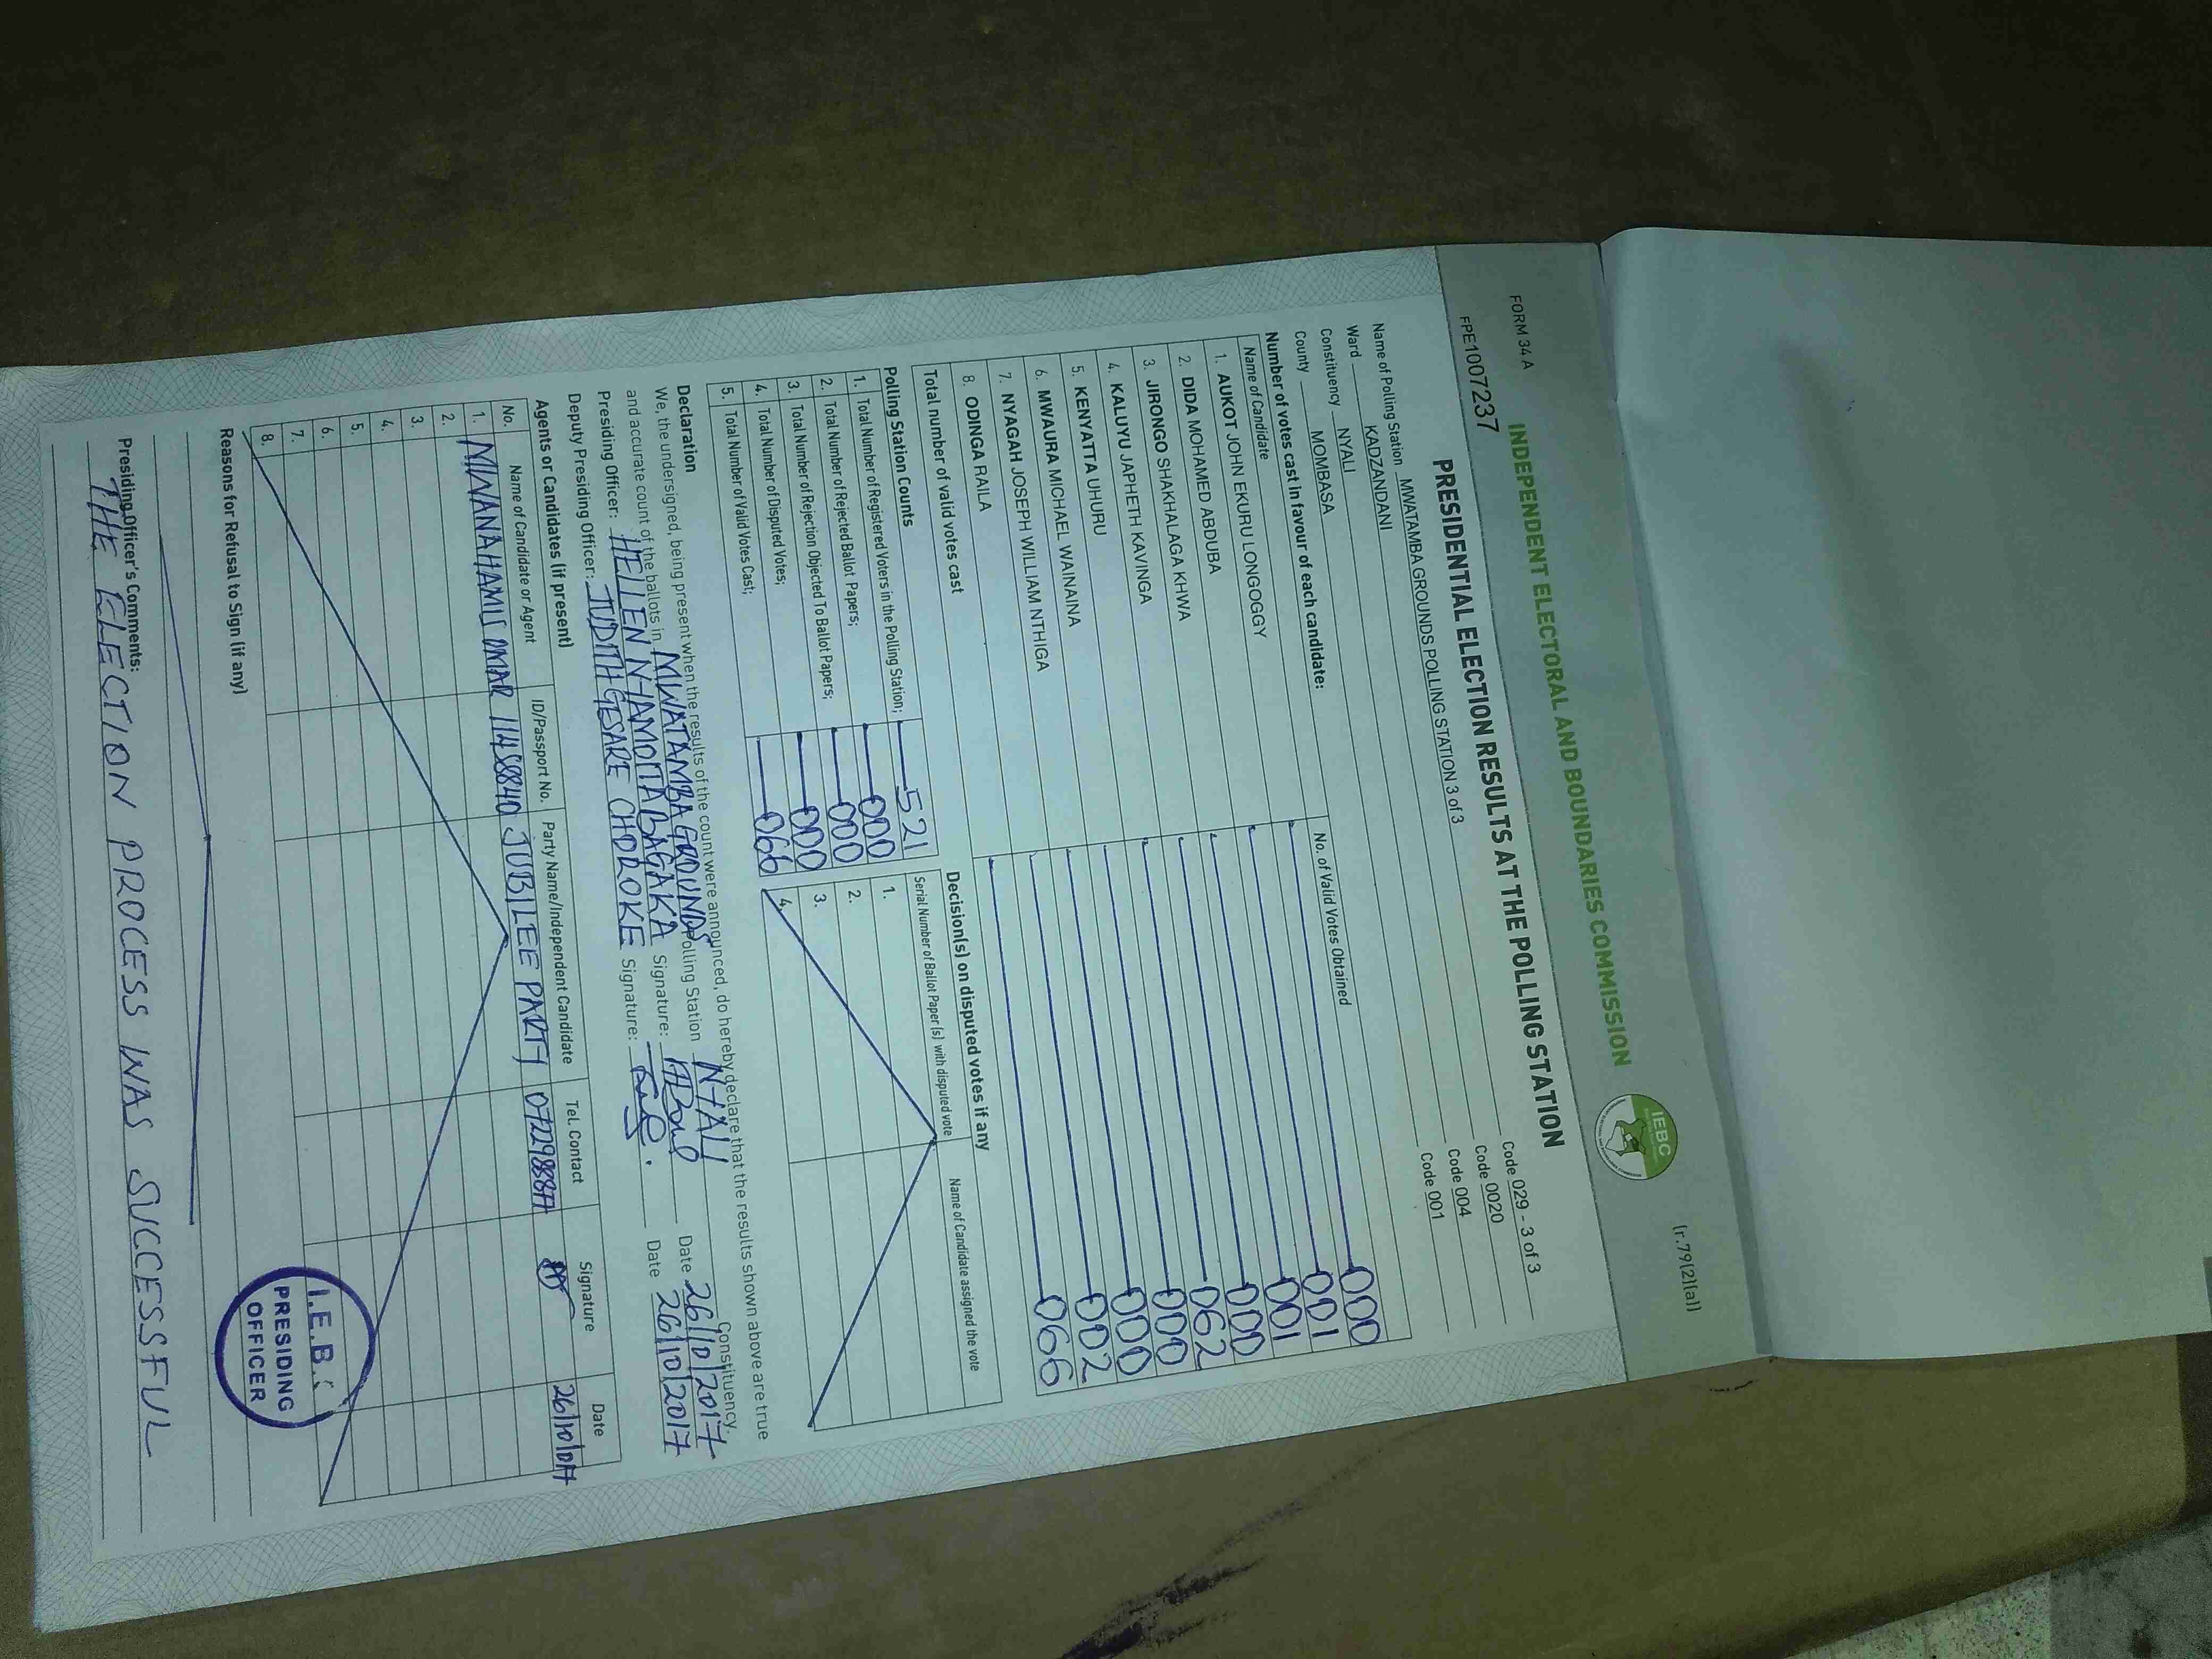 FORM 34 A
(r.79(2)(a))
INDEPENDENT ELECTORAL AND BOUNDARIES COMMISSION
IEBC
FPE1007237
PRESIDENTIAL ELECTION RESULTS AT THE POLLING STATION
Name of Polling Station MWATAMBA GROUNDS POLLING STATION 3 of 3 Code 029 - 3 of 3
Ward KADZANDANI Code 0020
Constituency NYALI Code 004
County MOMBASA Code 001
Number of votes cast in favour of each candidate:
Name of Candidate No. of Valid Votes Obtained
1. AUKOT JOHN EKURU LONGOGGY 000
2. DIDA MOHAMED ABDUBA 001
3. JIRONGO SHAKHALAGA KHWA 001
4. KALUYU JAPHETH KAVINGA 000
5. KENYATTA UHURU 062
6. MWAURA MICHAEL WAINAINA 000
7. NYAGAH JOSEPH WILLIAM NTHIGA 000
8. ODINGA RAILA 002
Total number of valid votes cast 066
Polling Station Counts
1. Total Number of Registered Voters in the Polling Station; 521
2. Total Number of Rejected Ballot Papers; 000
3. Total Number of Rejection Objected To Ballot Papers; 000
4. Total Number of Disputed Votes; 000
5. Total Number of Valid Votes Cast; 066
Decision(s) on disputed votes if any
Serial Number of Ballot Paper (s) with disputed vote Name of Candidate assigned the vote
1.
2.
3.
4.
Declaration
We, the undersigned, being present when the results of the count were announced, do hereby declare that the results shown above are true
and accurate count of the ballots in MWATAMBA GROUNDS Polling Station NYALI Constituency.
Presiding Officer: HELLEN NYAMOITA Signature: Date 26/10/2017
Deputy Presiding Officer: JUDITH GESARE Signature: Date 26/10/2017
Agents or Candidates (if present)
No. Name of Candidate or Agent ID/Passport No. Party Name/Independent Candidate Tel. Contact Signature Date
1. MWANAHAMISI OMAR 11458840 JUBILEE PARTY
2.
3.
4.
5.
6.
7.
8.
I.E.B.C
PRESIDING
OFFICER
Reasons for Refusal to Sign (if any)
Presiding Officer's Comments:
THE ELECTION PROCESS WAS SUCCESSFUL